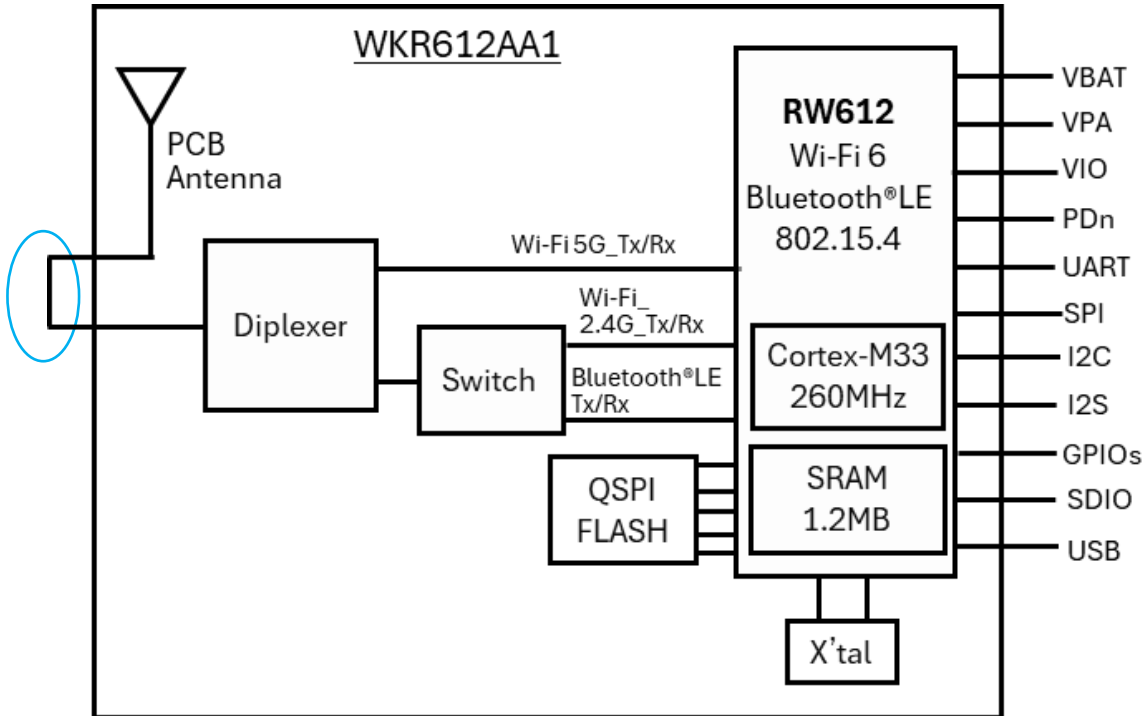 WKR612AA1
PCB
Antenna
Diplexer
Switch
Wi-Fi 5G_Tx/Rx
Wi-Fi_
2.4G_Tx/Rx
Bluetooth®LE
Tx/Rx
QSPI
FLASH
RW612
Wi-Fi 6
Bluetooth®LE
802.15.4
Cortex-M33
260MHz
SRAM
1.2MB
X'tal
VBAT
VPA
VIO
PDn
UART
SPI
I2C
I2S
GPIOs
SDIO
USB